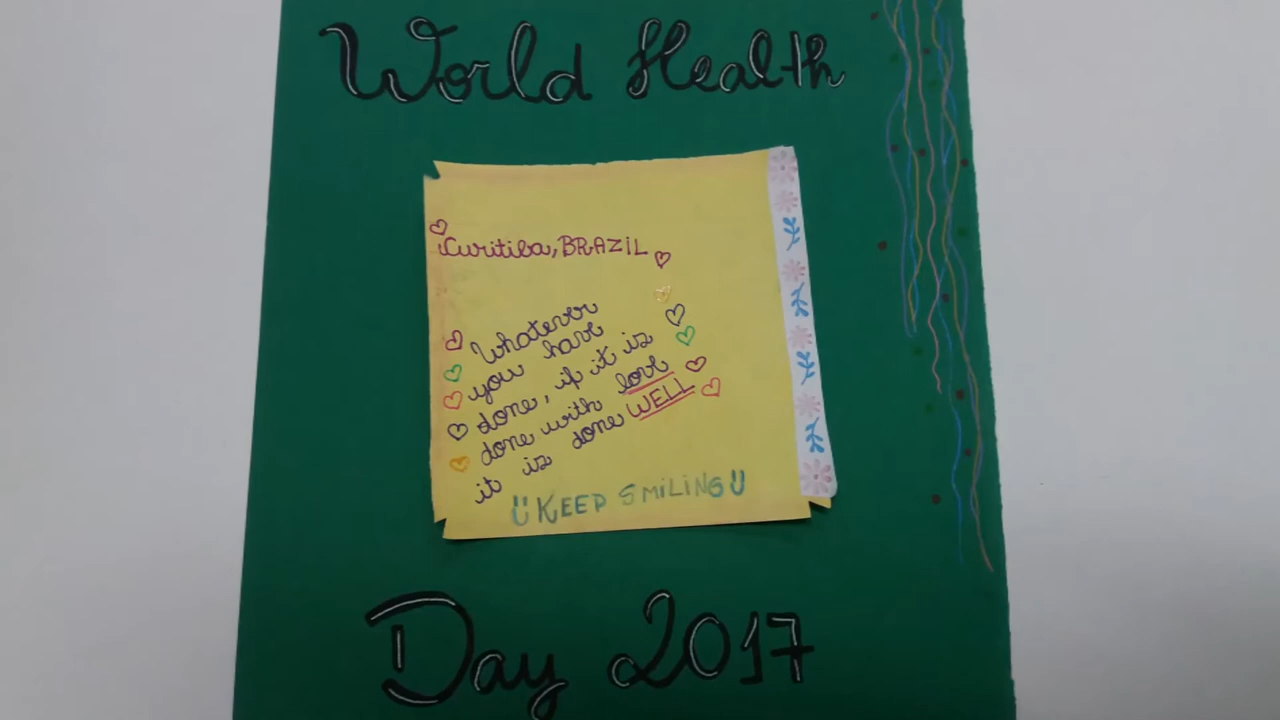 World Health
Curitiba, BRAZIL
Whatever
you have
done, if it is
done with love
it is done WELL
KEEP SMILING
Day 2017